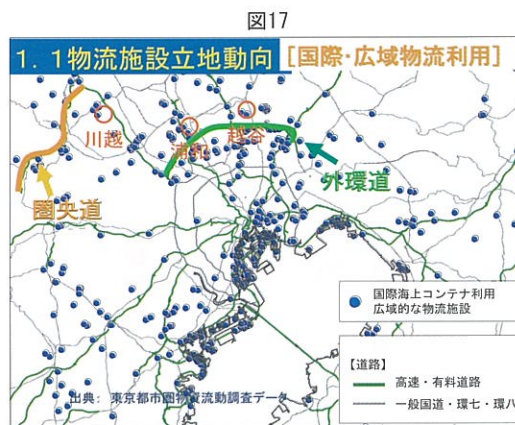 図17
1.1物流施設立地動向 [国際・広域物流利用]
川越
浦和
越谷
外環道
圏央道
国際海上コンテナ利用
広域的な物流施設
【道路】
高速・有料道路
一般国道・環七・環八
出典: 東京都市圏物資流動調査データ